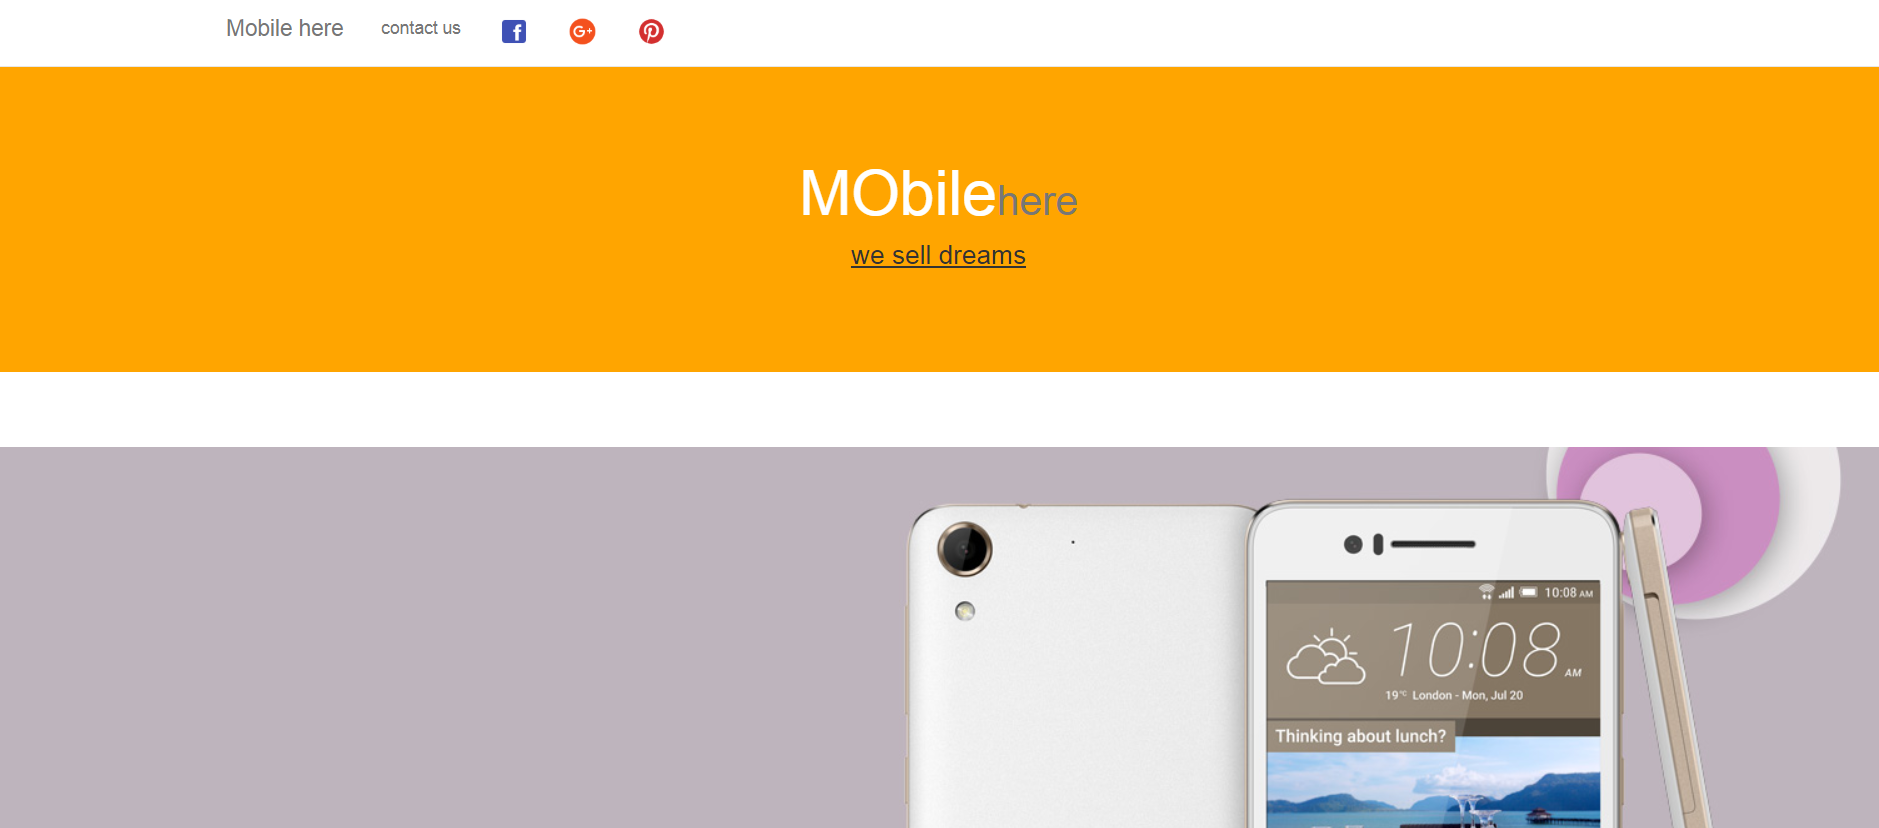 Mobile here contact us
MObilehere
we sell dreams
10:08 AM
10:08 AM
19°C London - Mon, Jul 20
Thinking about lunch?